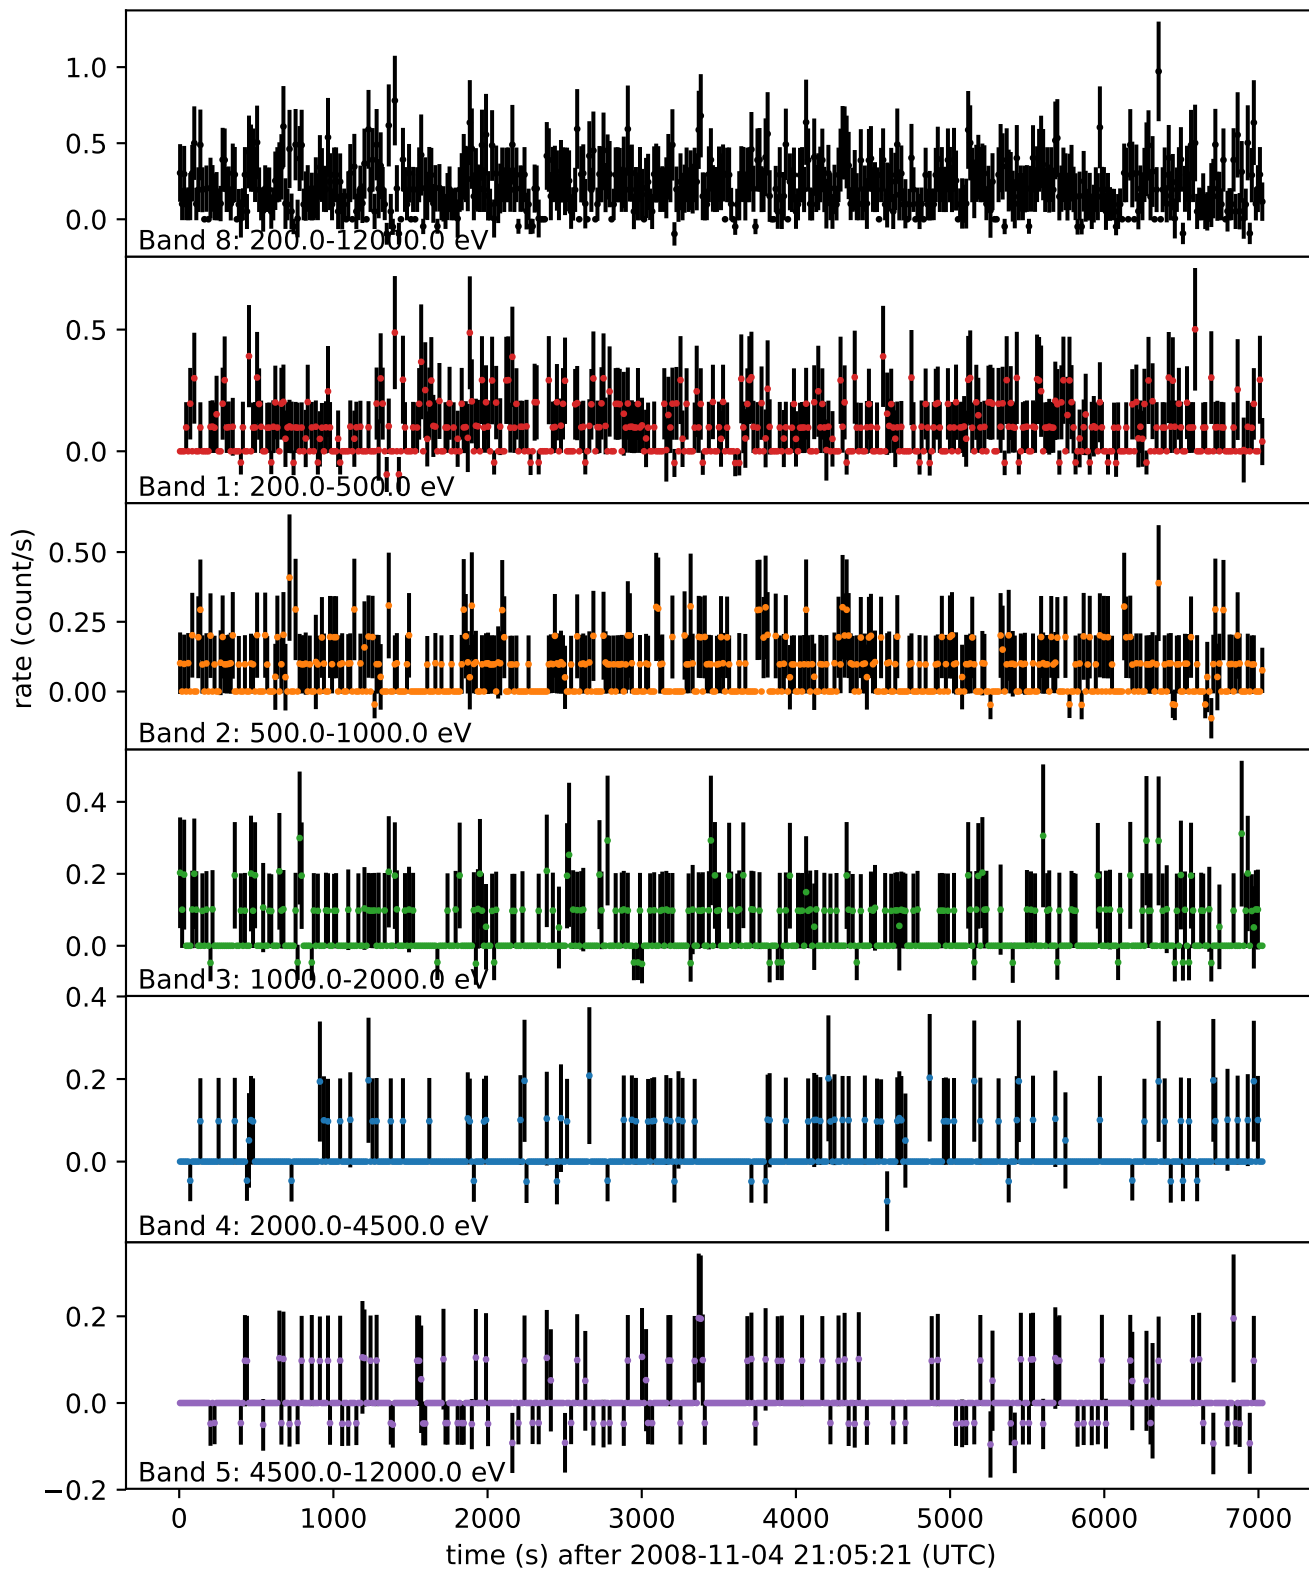 1.0
0.5
0.0
Band 8: 200.0-12000.0 eV
0.5
0.0
Band 1: 200.0-500.0 eV
rate (count/s)
0.50
0.25
0.00
Band 2: 500.0-1000.0 eV
0.4
0.2
0.0
Band 3: 1000.0-2000.0 eV
0.4
0.2
0.0
Band 4: 2000.0-4500.0 eV
0.2
0.0
Band 5: 4500.0-12000.0 eV
−0.2
0 1000 2000 3000 4000 5000 6000 7000
time (s) after 2008-11-04 21:05:21 (UTC)